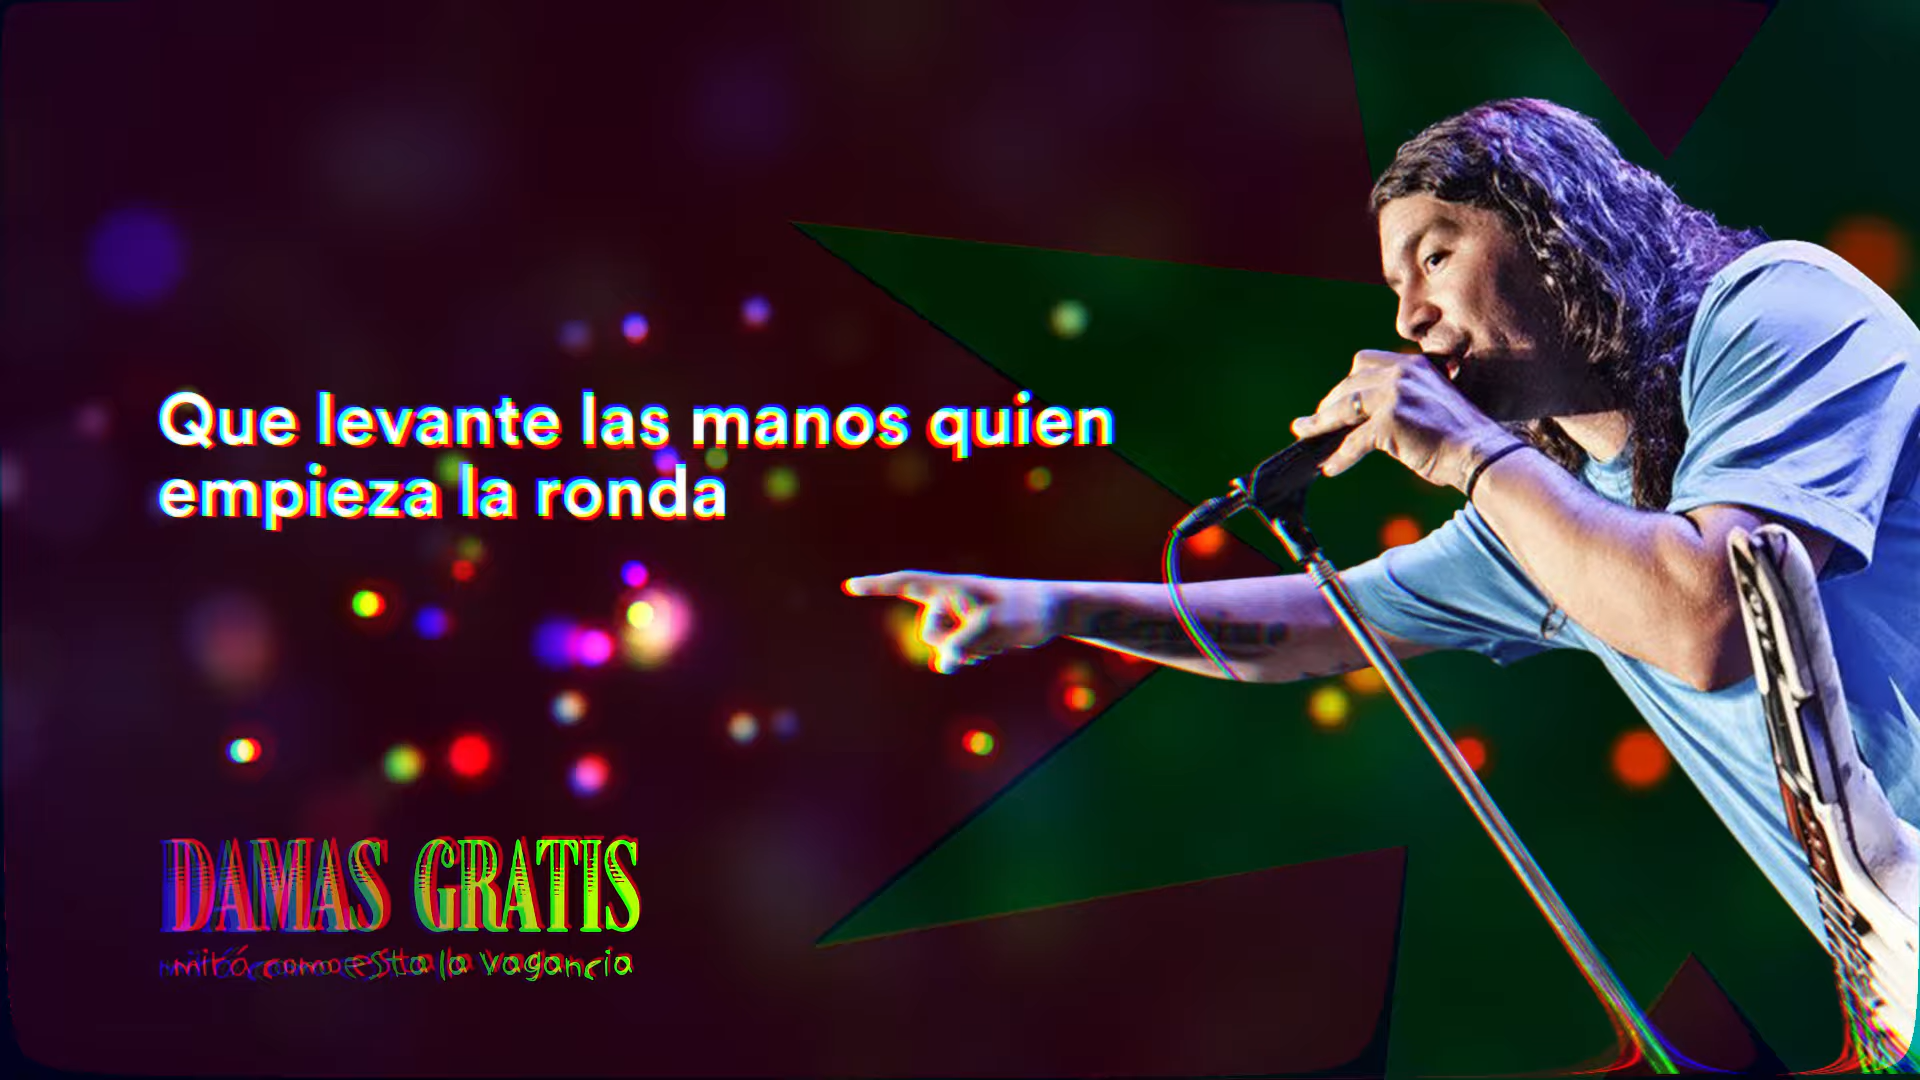 Que levante las manos quien
empieza la ronda
DAMAS GRATIS
mirá como esta la vagancia